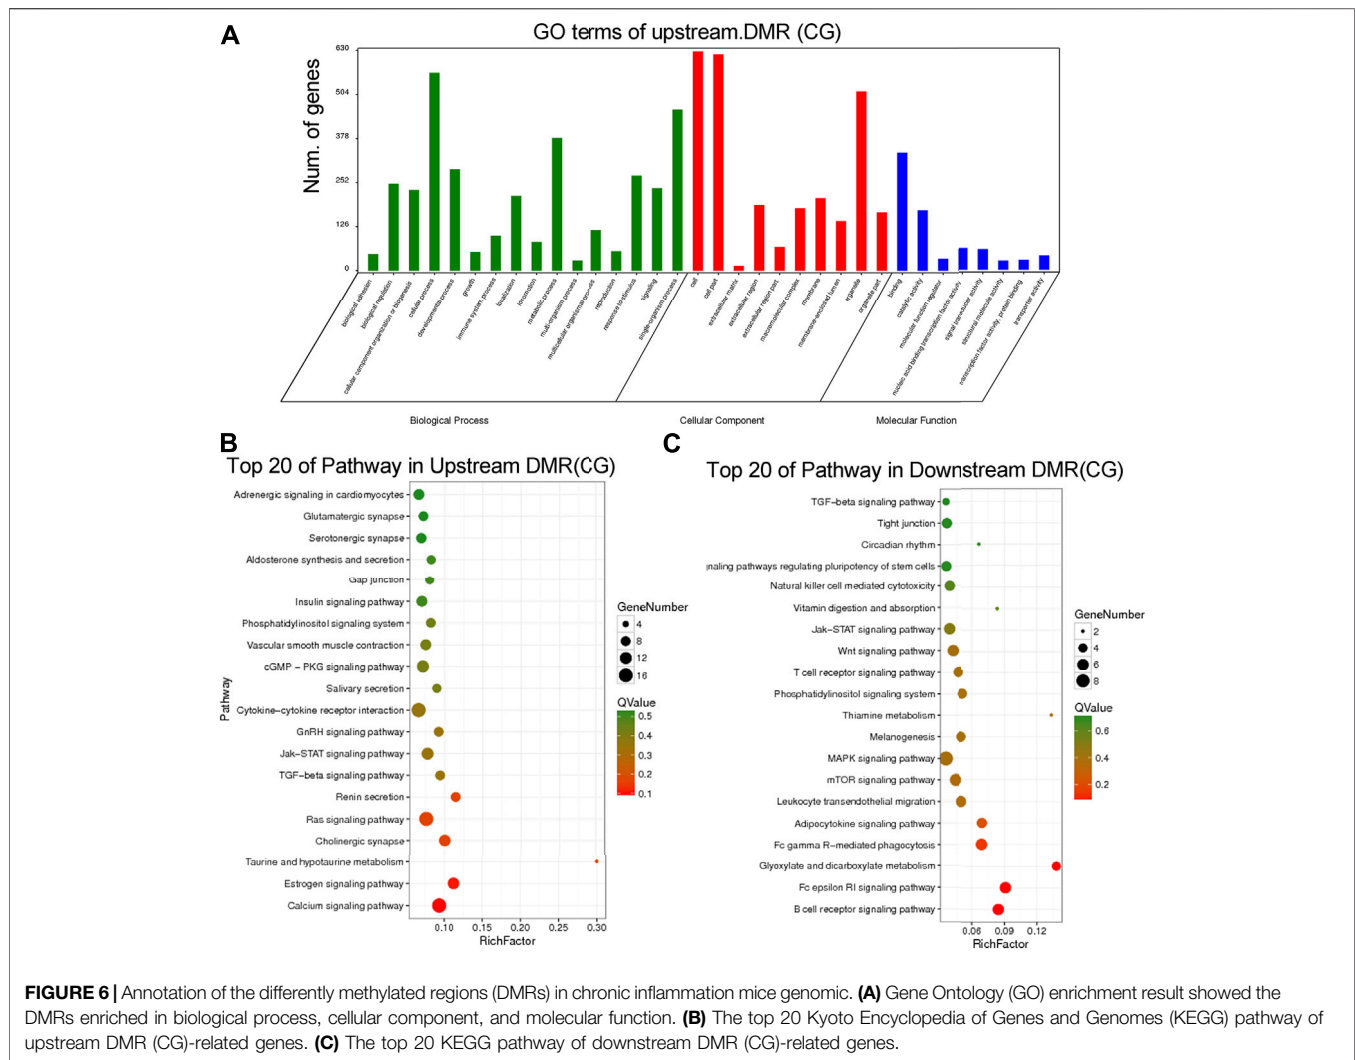 A
GO terms of upstream.DMR (CG)
Num. of genes
630
504
378
252
126
0
biological adhesion
biological regulation
cellular component organization or biogenesis
cellular process
developmental process
growth
immune system process
localization
locomotion
metabolic process
multi-organism process
multicellular organismal process
reproduction
response to stimulus
signaling
single-organism process
cell
cell part
extracellular matrix
extracellular region
extracellular region part
macromolecular complex
membrane
membrane-enclosed lumen
organelle
organelle part
binding
catalytic activity
molecular function regulator
nucleic acid binding transcription factor activity
signal transducer activity
structural molecule activity
transcription factor activity, protein binding
transporter activity
Biological Process
Cellular Component
Molecular Function
B
Top 20 of Pathway in Upstream DMR(CG)
Pathway
Adrenergic signaling in cardiomyocytes
Glutamatergic synapse
Serotonergic synapse
Aldosterone synthesis and secretion
Gap junction
Insulin signaling pathway
Phosphatidylinositol signaling system
Vascular smooth muscle contraction
cGMP − PKG signaling pathway
Salivary secretion
Cytokine−cytokine receptor interaction
GnRH signaling pathway
Jak−STAT signaling pathway
TGF−beta signaling pathway
Renin secretion
Ras signaling pathway
Cholinergic synapse
Taurine and hypotaurine metabolism
Estrogen signaling pathway
Calcium signaling pathway
0.10 0.15 0.20 0.25 0.30
RichFactor
GeneNumber
4
8
12
16
QValue
0.5
0.4
0.3
0.2
0.1
C
Top 20 of Pathway in Downstream DMR(CG)
TGF−beta signaling pathway
Tight junction
Circadian rhythm
naling pathways regulating pluripotency of stem cells
Natural killer cell mediated cytotoxicity
Vitamin digestion and absorption
Jak−STAT signaling pathway
Wnt signaling pathway
T cell receptor signaling pathway
Phosphatidylinositol signaling system
Thiamine metabolism
Melanogenesis
MAPK signaling pathway
mTOR signaling pathway
Leukocyte transendothelial migration
Adipocytokine signaling pathway
Fc gamma R−mediated phagocytosis
Glyoxylate and dicarboxylate metabolism
Fc epsilon RI signaling pathway
B cell receptor signaling pathway
0.06 0.09 0.12
RichFactor
GeneNumber
2
4
6
8
QValue
0.6
0.4
0.2
FIGURE 6 | Annotation of the differently methylated regions (DMRs) in chronic inflammation mice genomic. (A) Gene Ontology (GO) enrichment result showed the
DMRs enriched in biological process, cellular component, and molecular function. (B) The top 20 Kyoto Encyclopedia of Genes and Genomes (KEGG) pathway of
upstream DMR (CG)-related genes. (C) The top 20 KEGG pathway of downstream DMR (CG)-related genes.